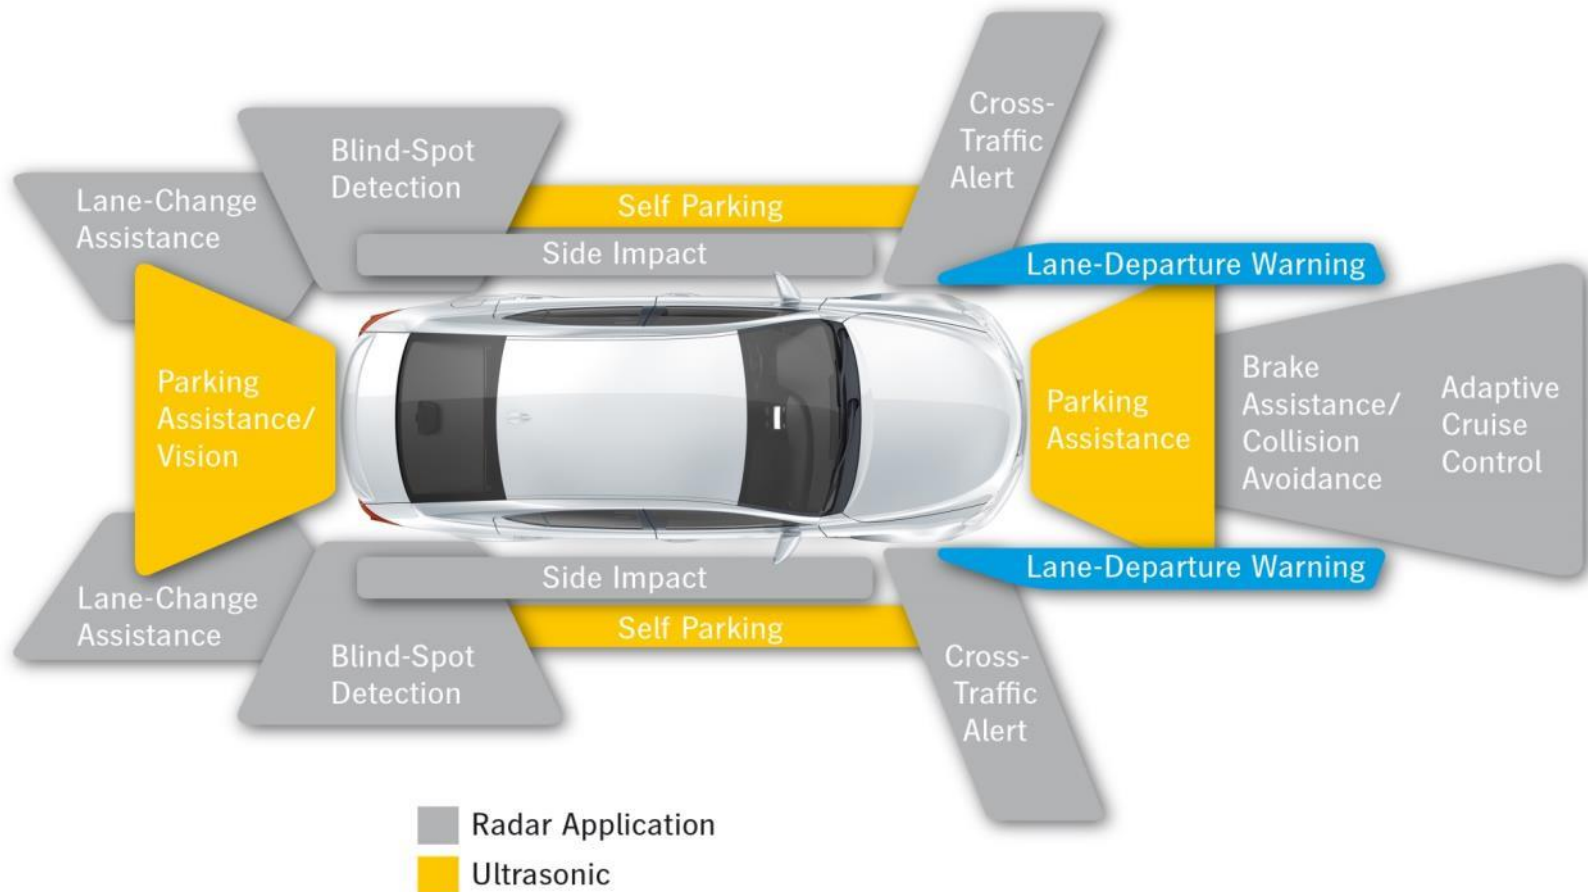 Cross-
Traffic
Alert
Blind-Spot
Detection
Lane-Change
Assistance
Self Parking
Side Impact
Lane-Departure Warning
Parking
Assistance/
Vision
Parking
Assistance
Brake
Assistance/
Collision
Avoidance
Adaptive
Cruise
Control
Side Impact
Lane-Departure Warning
Lane-Change
Assistance
Self Parking
Blind-Spot
Detection
Cross-
Traffic
Alert
Radar Application
Ultrasonic